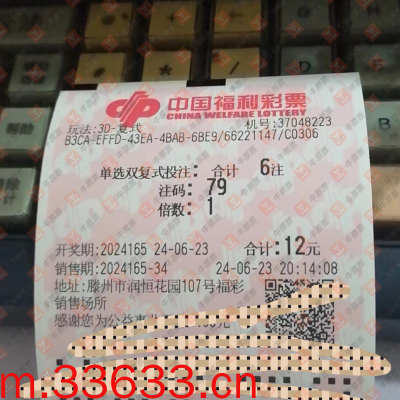 中国福利彩票
CHINA WELFARE LOTTERY
玩法:3D-复式 机号:37048223
B3CA-EFFD-43EA-4BAB-6BE9/66221147/C0306
单选双复式投注: 合计 6注
注码: 79
倍数: 1
开奖期:2024165 24-06-23 合计:12元
销售期:2024165-34 24-06-23 20:14:08
地址:滕州市润恒花园107号福彩
销售场所
感谢您为公益事业
元
m.33633.cn